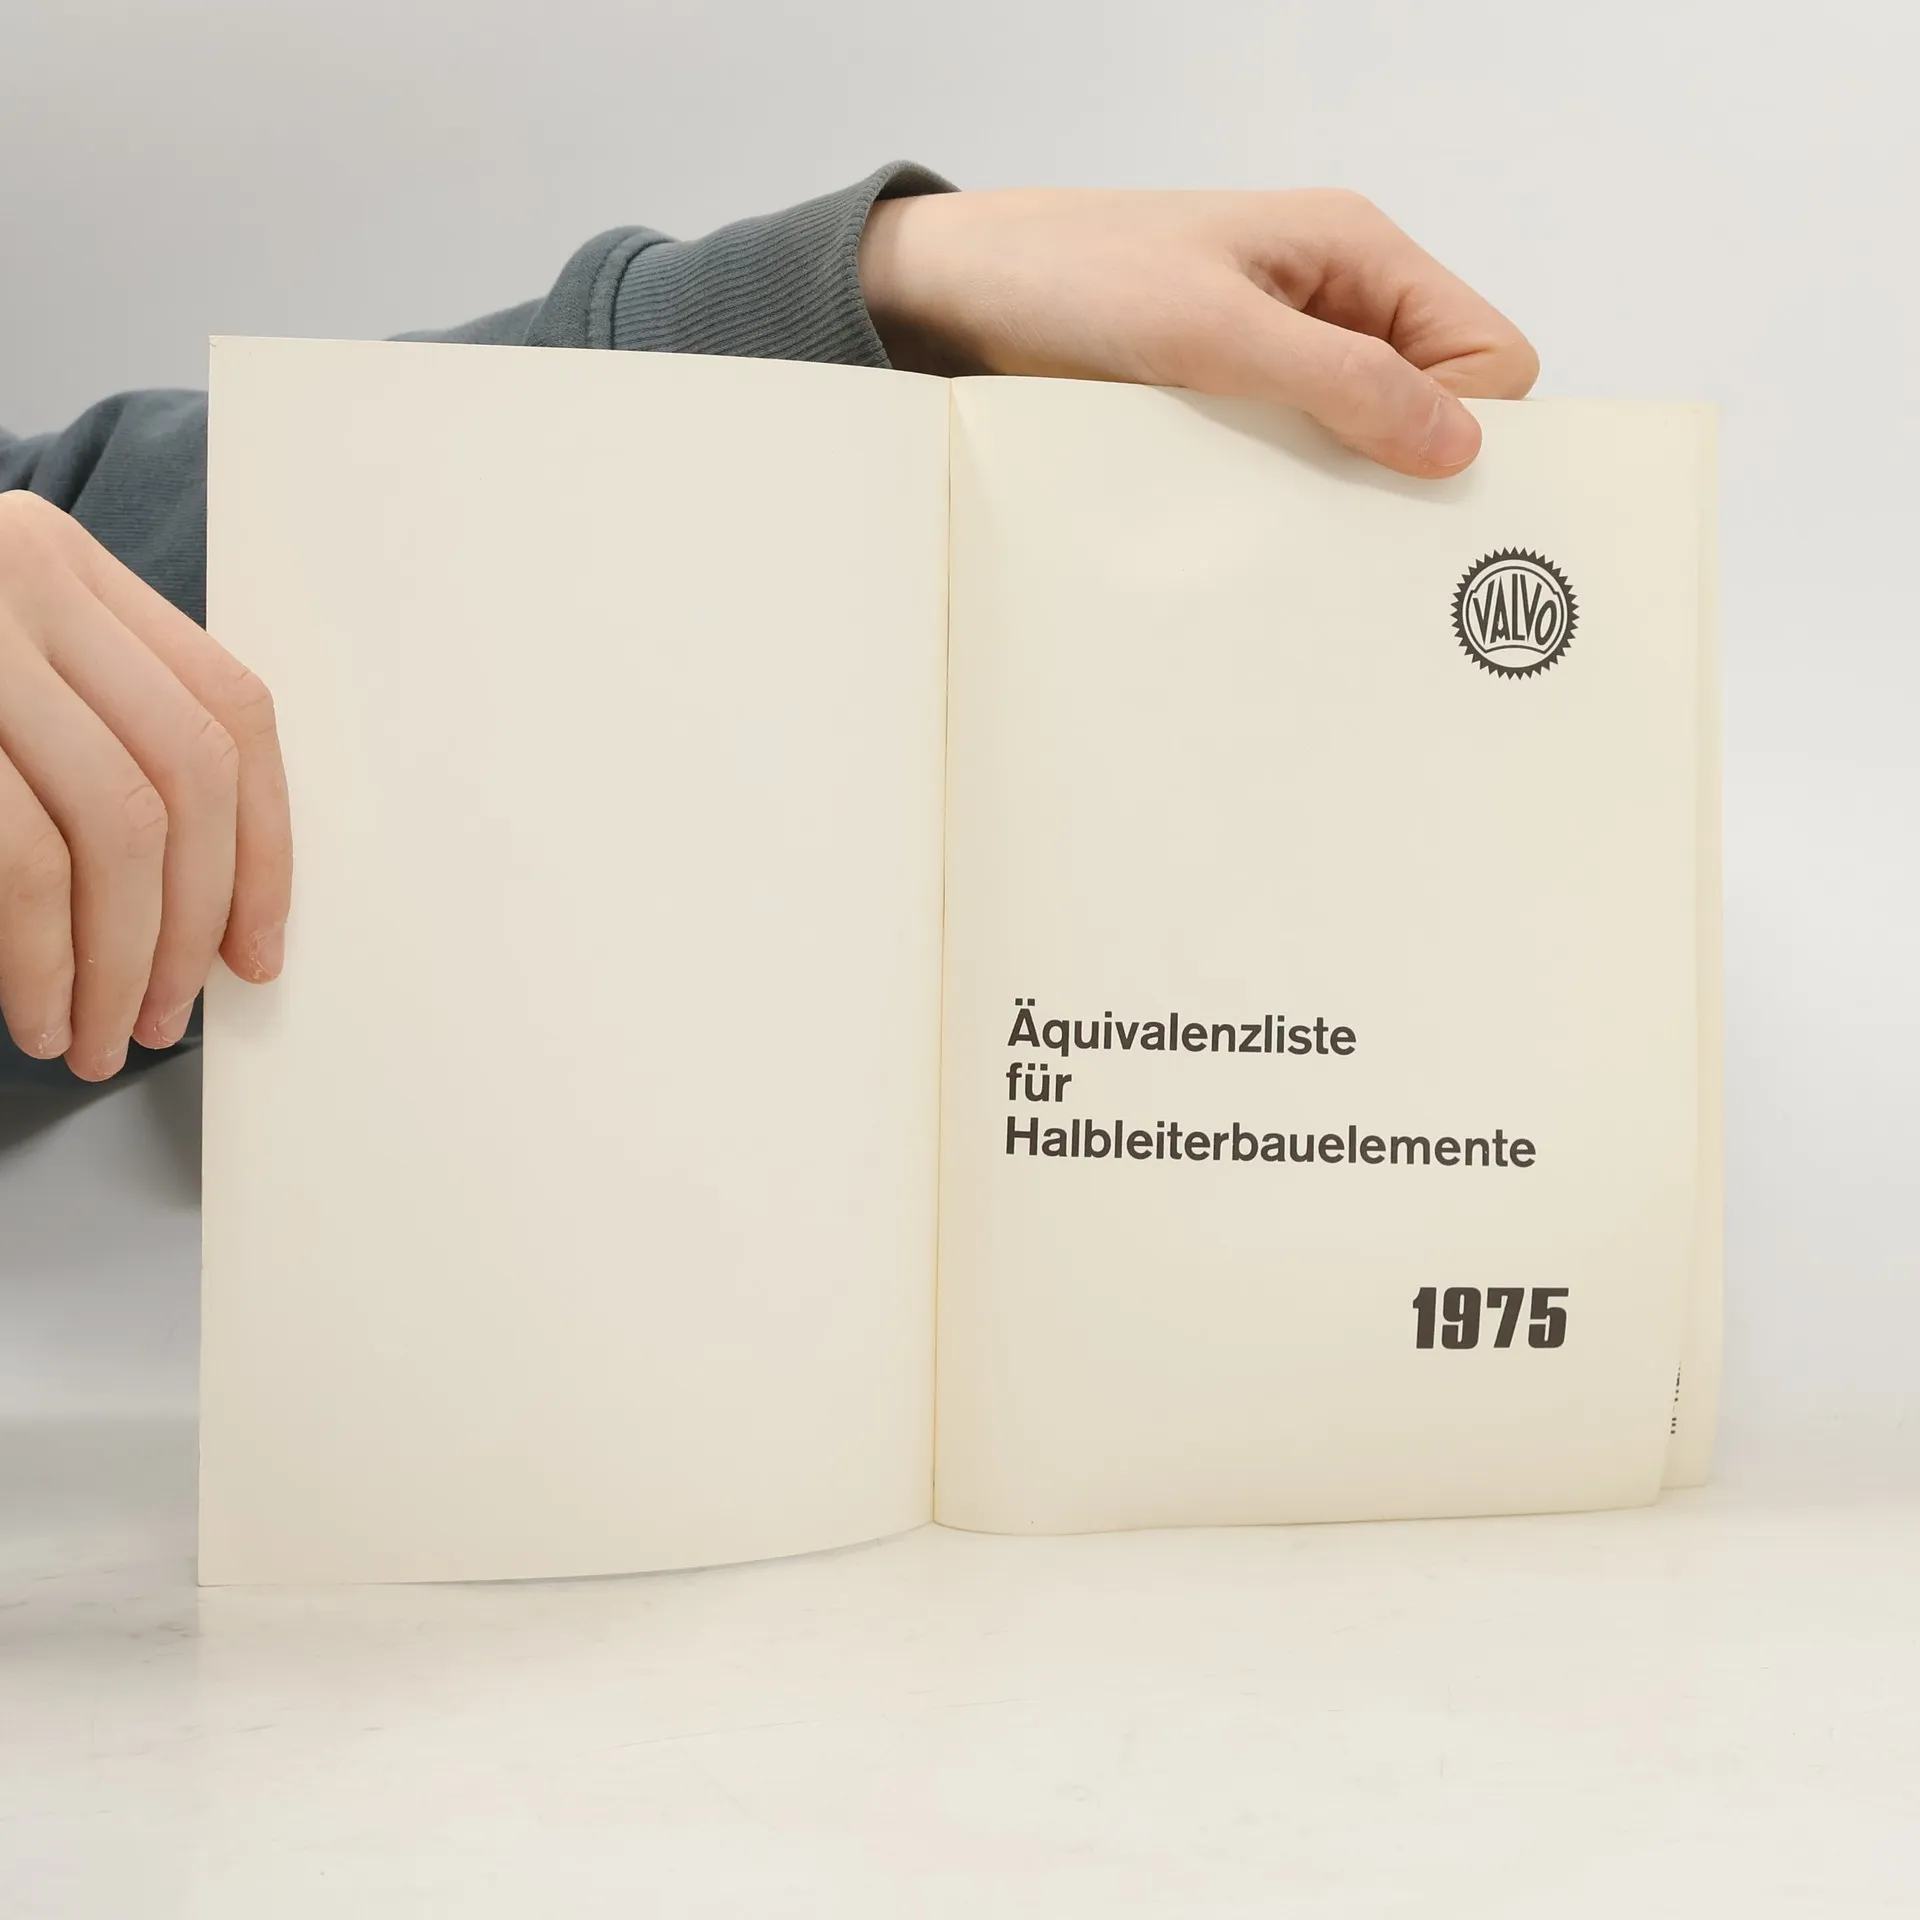 VALVO
Äquivalenzliste
für
Halbleiterbauelemente
1975